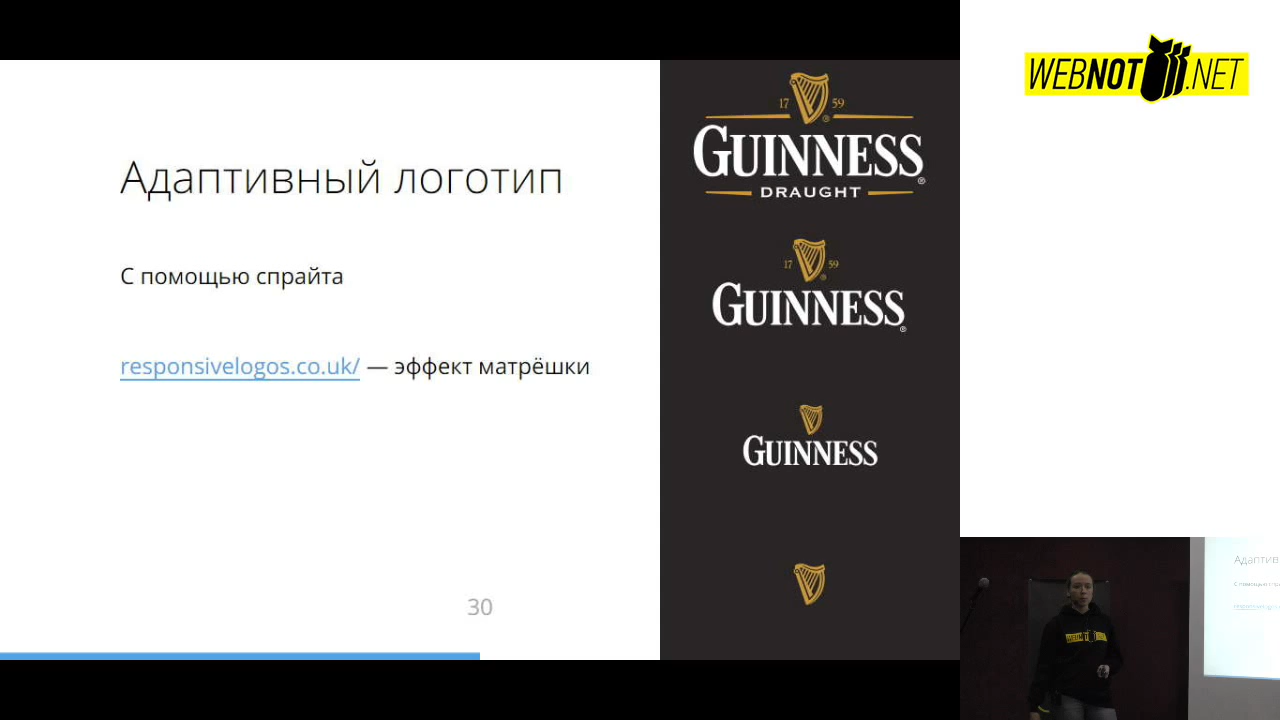 Адаптивный логотип
С помощью спрайта
responsivelogos.co.uk/ — эффект матрёшки
30
17 59
GUINNESS®
DRAUGHT
17 59
GUINNESS®
GUINNESS
WEBNOT.NET
Адаптив